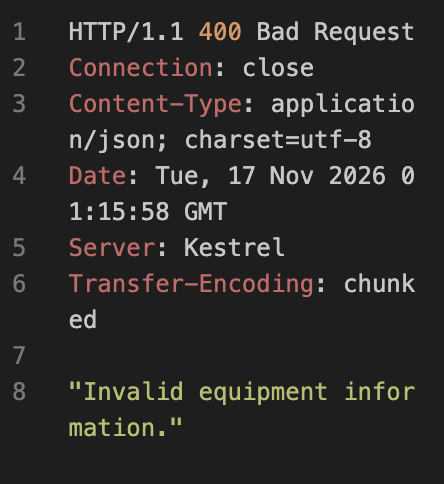 1 HTTP/1.1 400 Bad Request
2 Connection: close
3 Content-Type: applicatio
n/json; charset=utf-8
4 Date: Tue, 17 Nov 2026 0
1:15:58 GMT
5 Server: Kestrel
6 Transfer-Encoding: chunk
ed
7
8 "Invalid equipment infor
mation."